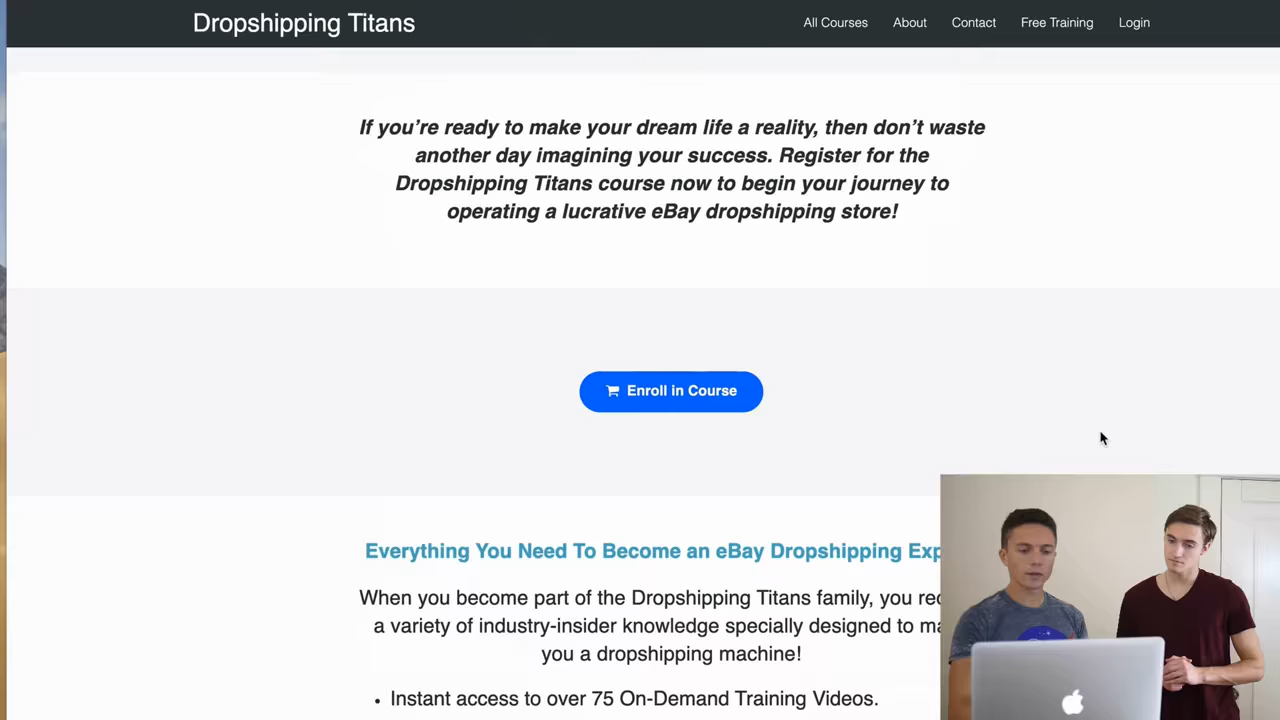 Dropshipping Titans
All Courses About Contact Free Training Login
If you’re ready to make your dream life a reality, then don’t waste
another day imagining your success. Register for the
Dropshipping Titans course now to begin your journey to
operating a lucrative eBay dropshipping store!
Enroll in Course
Everything You Need To Become an eBay Dropshipping
When you become part of the Dropshipping Titans family, you
a variety of industry-insider knowledge specially designed to
you a dropshipping machine!
• Instant access to over 75 On-Demand Training Videos.